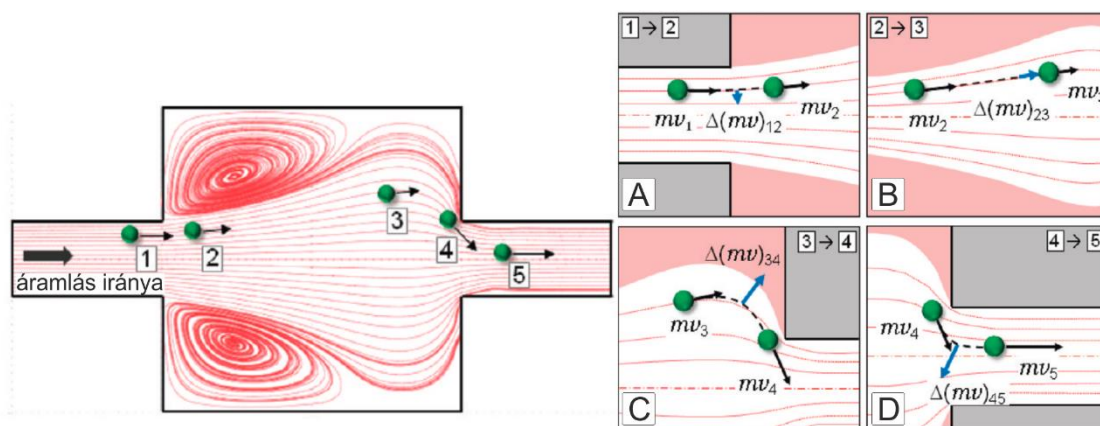 1
2
3
4
5
áramlás iránya
1 → 2
mv₁
Δ(mv)₁₂
mv₂
A
2 → 3
mv₂
Δ(mv)₂₃
mv₃
B
3 → 4
Δ(mv)₃₄
mv₃
mv₄
C
4 → 5
mv₄
mv₅
Δ(mv)₄₅
D